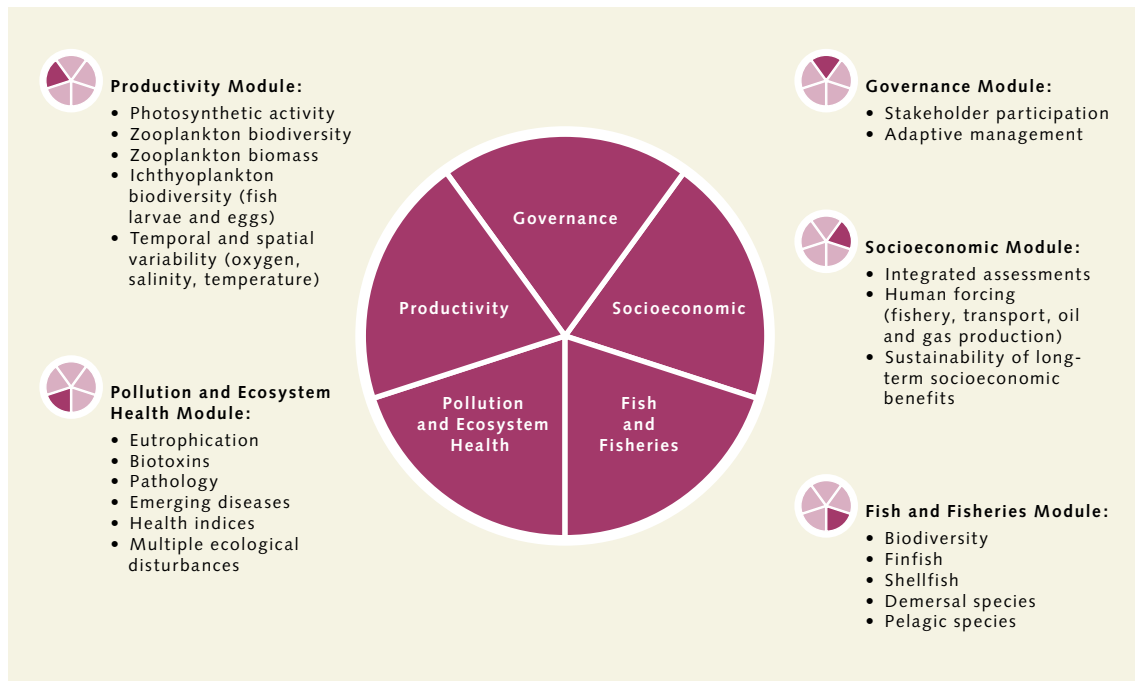 Productivity Module:
• Photosynthetic activity
• Zooplankton biodiversity
• Zooplankton biomass
• Ichthyoplankton
biodiversity (fish
larvae and eggs)
• Temporal and spatial
variability (oxygen,
salinity, temperature)
Pollution and Ecosystem
Health Module:
• Eutrophication
• Biotoxins
• Pathology
• Emerging diseases
• Health indices
• Multiple ecological
disturbances
Governance
Productivity
Socioeconomic
Pollution
and Ecosystem
Health
Fish
and
Fisheries
Governance Module:
• Stakeholder participation
• Adaptive management
Socioeconomic Module:
• Integrated assessments
• Human forcing
(fishery, transport, oil
and gas production)
• Sustainability of long-
term socioeconomic
benefits
Fish and Fisheries Module:
• Biodiversity
• Finfish
• Shellfish
• Demersal species
• Pelagic species